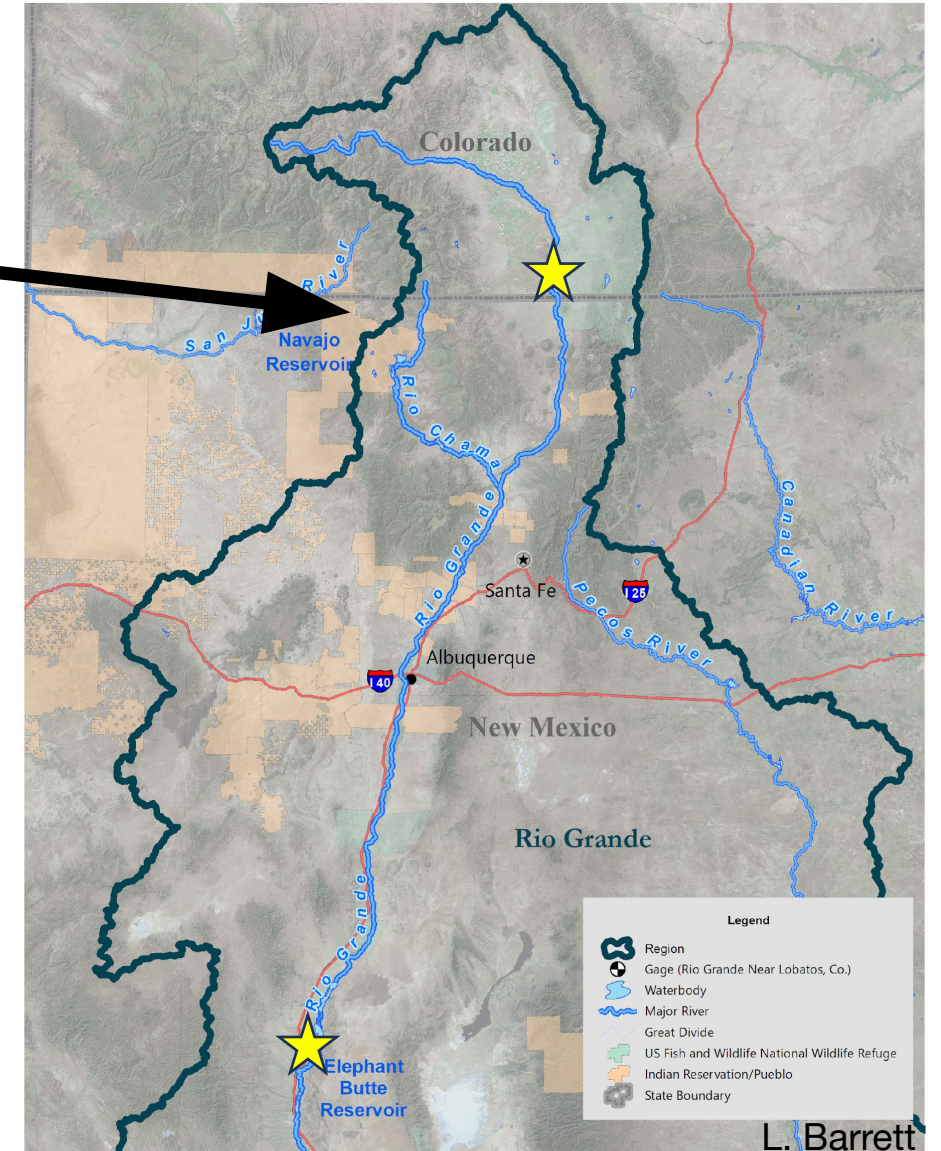 Colorado
San Juan River
Navajo
Reservoir
Rio Chama
Rio Grande
Canadian River
Santa Fe
I 25
Pecos River
Albuquerque
I 40
New Mexico
Rio Grande
Rio Grande
Elephant
Butte
Reservoir
Legend
Region
Gage (Rio Grande Near Lobatos, Co.)
Waterbody
Major River
Great Divide
US Fish and Wildlife National Wildlife Refuge
Indian Reservation/Pueblo
State Boundary
L. Barrett